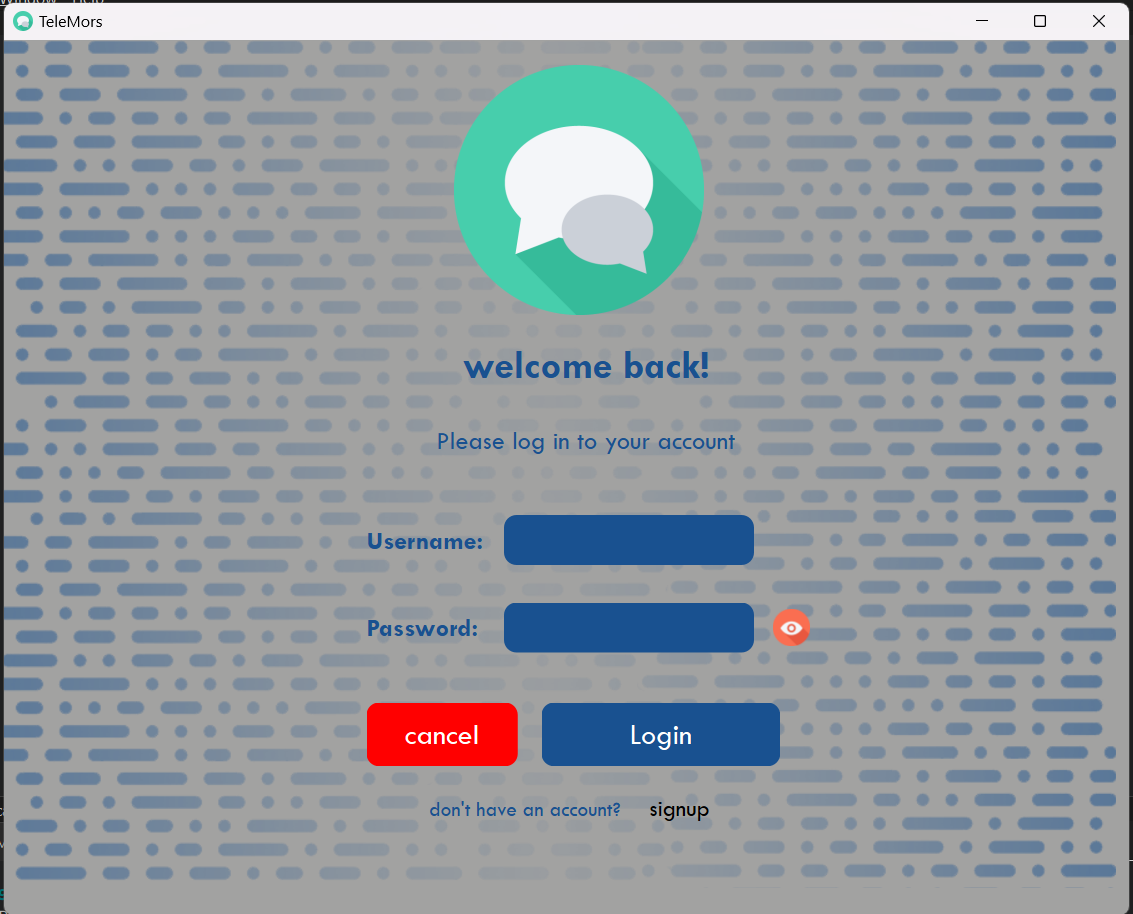 TeleMors
welcome back!
Please log in to your account
Username:
Password:
cancel
Login
don't have an account? signup